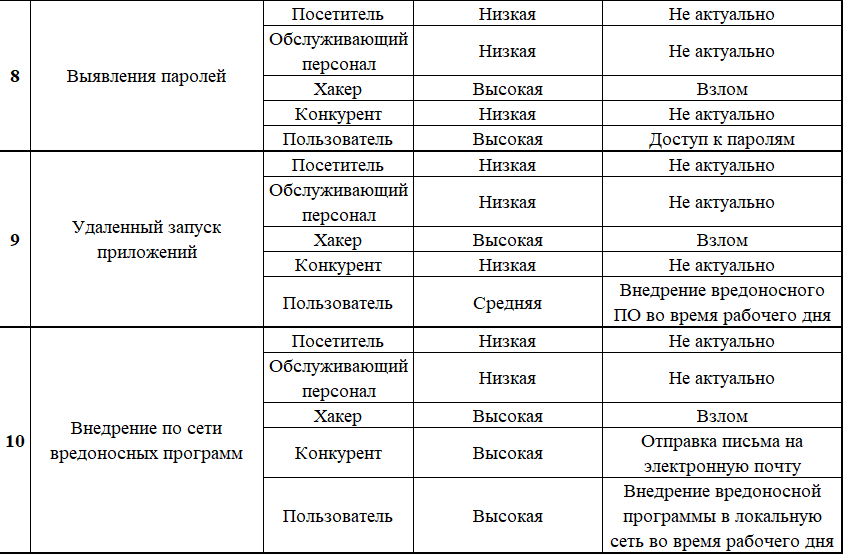 Посетитель Низкая Не актуально
Обслуживающий
персонал Низкая Не актуально
8 Выявления паролей
Хакер Высокая Взлом
Конкурент Низкая Не актуально
Пользователь Высокая Доступ к паролям
Посетитель Низкая Не актуально
Обслуживающий
персонал Низкая Не актуально
9 Удаленный запуск
приложений
Хакер Высокая Взлом
Конкурент Низкая Не актуально
Пользователь Средняя Внедрение вредоносного
ПО во время рабочего дня
Посетитель Низкая Не актуально
Обслуживающий
персонал Низкая Не актуально
10 Внедрение по сети
вредоносных программ
Хакер Высокая Взлом
Конкурент Высокая Отправка письма на
электронную почту
Пользователь Высокая Внедрение вредоносной
программы в локальную
сеть во время рабочего дня